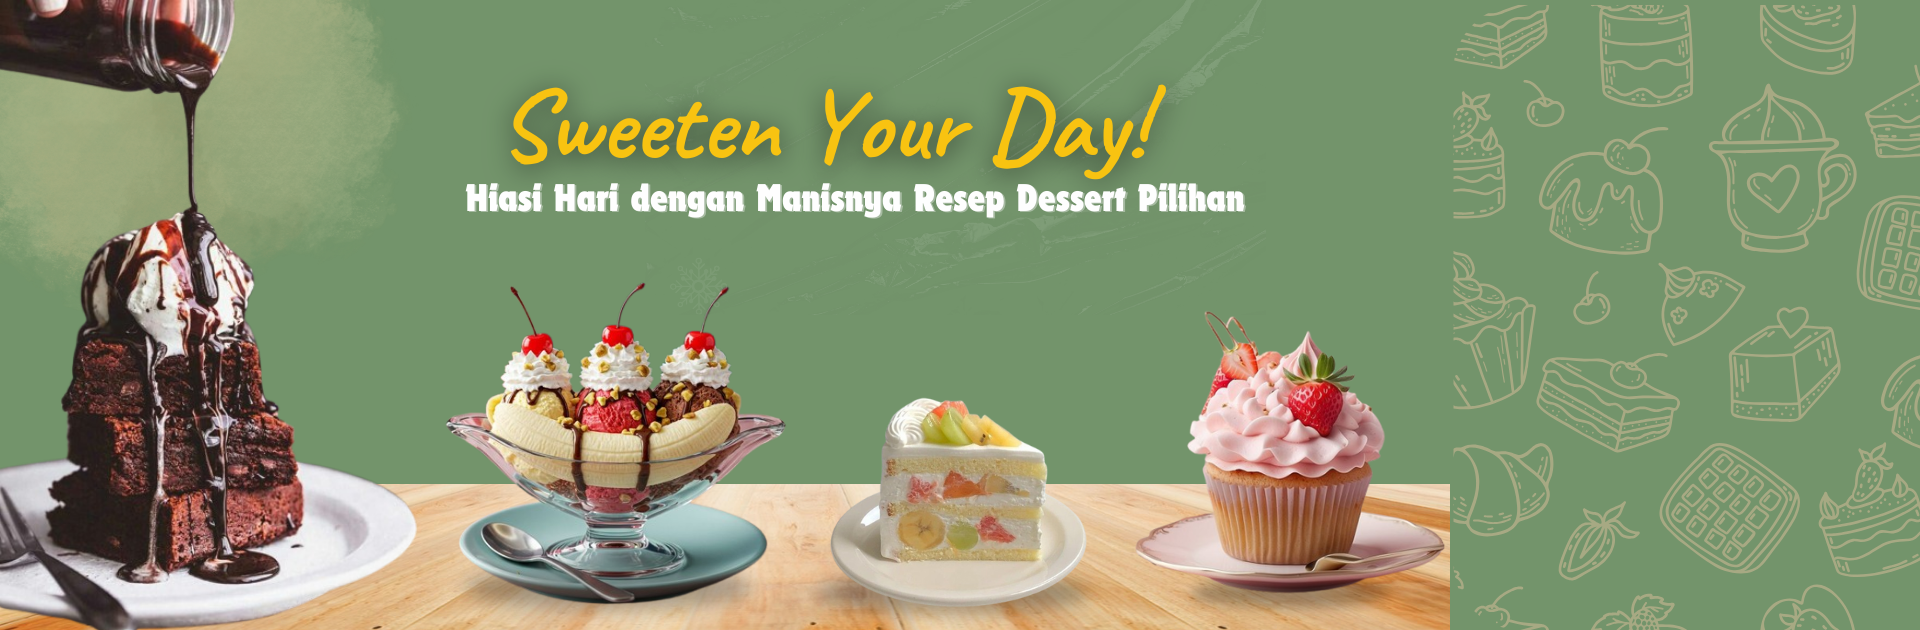 Sweeten Your Day!
Hiasi Hari dengan Manisnya Resep Dessert Pilihan